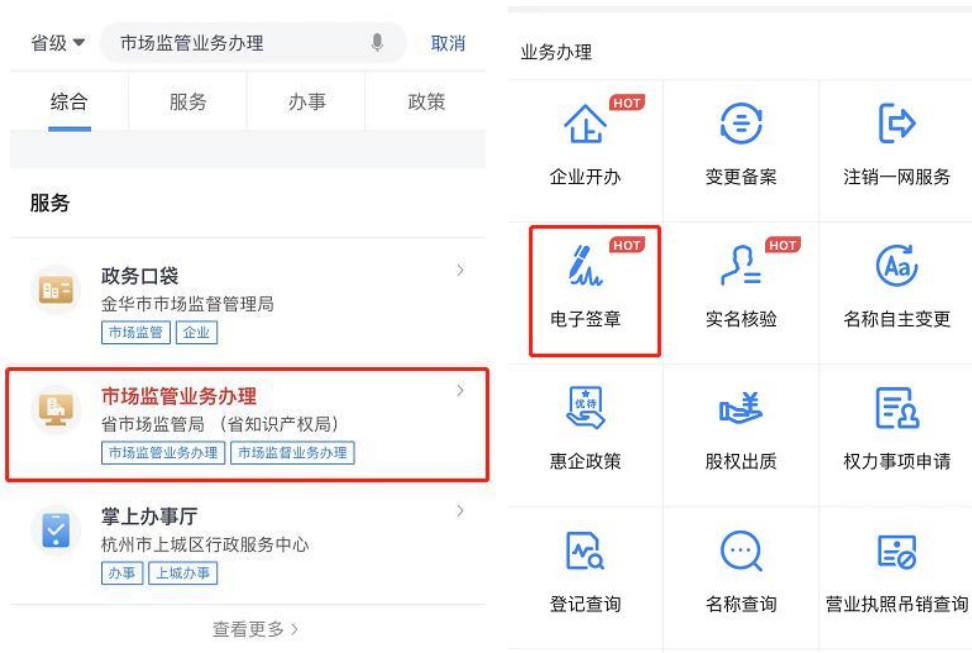 省级
市场监管业务办理
取消
综合
服务
办事
政策
服务
政务口袋
金华市市场监督管理局
市场监管
企业
市场监管业务办理
省市场监管局 （省知识产权局）
市场监管业务办理
市场监督业务办理
掌上办事厅
杭州市上城区行政服务中心
办事
上城办事
查看更多
业务办理
HOT
企业开办
变更备案
注销一网服务
HOT
电子签章
HOT
实名核验
Aa
名称自主变更
优待
惠企政策
股权出质
权力事项申请
登记查询
名称查询
营业执照吊销查询